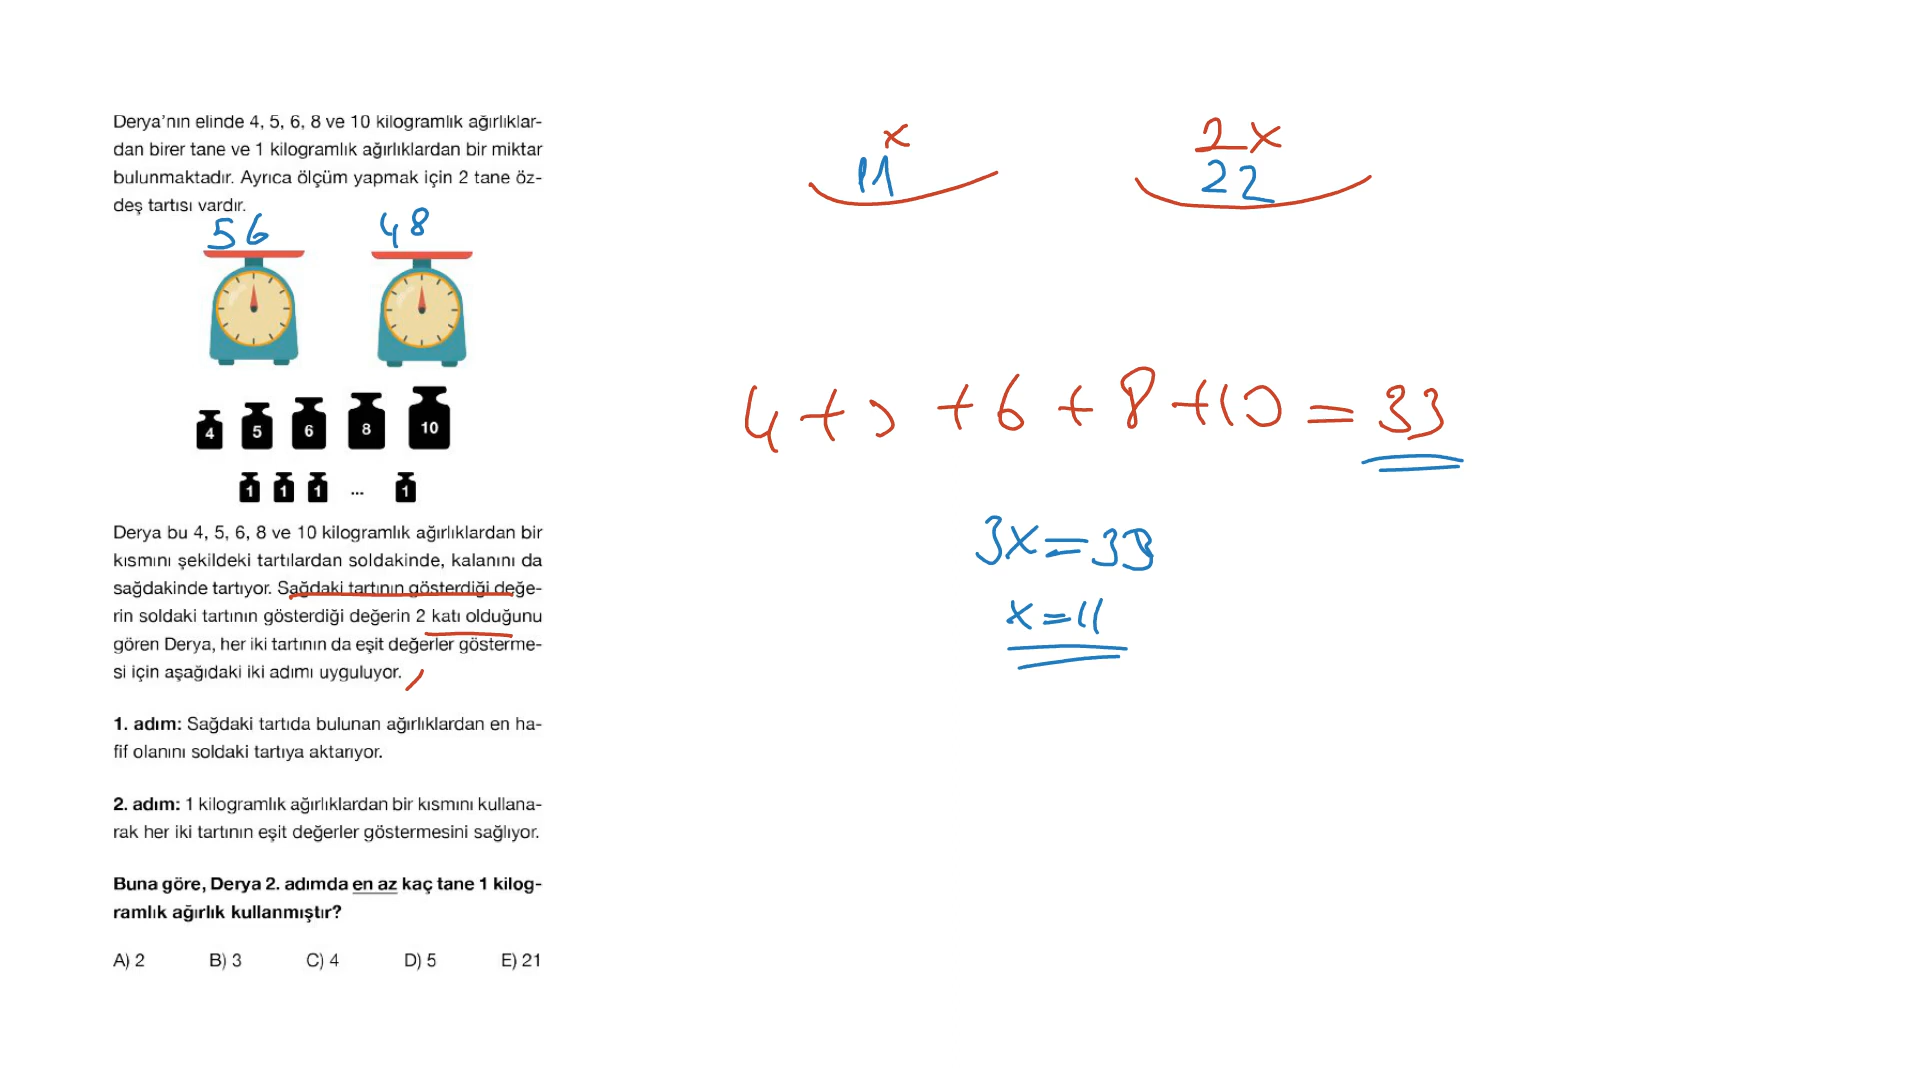 Derya'nın elinde 4, 5, 6, 8 ve 10 kilogramlık ağırlıklar-
dan birer tane ve 1 kilogramlık ağırlıklardan bir miktar
bulunmaktadır. Ayrıca ölçüm yapmak için 2 tane öz-
deş tartısı vardır.
56 48
4 5 6 8 10
1 1 1 ... 1
Derya bu 4, 5, 6, 8 ve 10 kilogramlık ağırlıklardan bir
kısmını şekildeki tartılardan soldakinde, kalanını da
sağdakinde tartıyor. Sağdaki tartının gösterdiği değe-
rin soldaki tartının gösterdiği değerin 2 katı olduğunu
gören Derya, her iki tartının da eşit değerler gösterme-
si için aşağıdaki iki adımı uyguluyor.
1. adım: Sağdaki tartıda bulunan ağırlıklardan en ha-
fif olanını soldaki tartıya aktarıyor.
2. adım: 1 kilogramlık ağırlıklardan bir kısmını kullana-
rak her iki tartının eşit değerler göstermesini sağlıyor.
Buna göre, Derya 2. adımda en az kaç tane 1 kilog-
ramlık ağırlık kullanmıştır?
A) 2 B) 3 C) 4 D) 5 E) 21
x 2x
11 22
4 + 5 + 6 + 8 + 10 = 33
3x = 33
x = 11